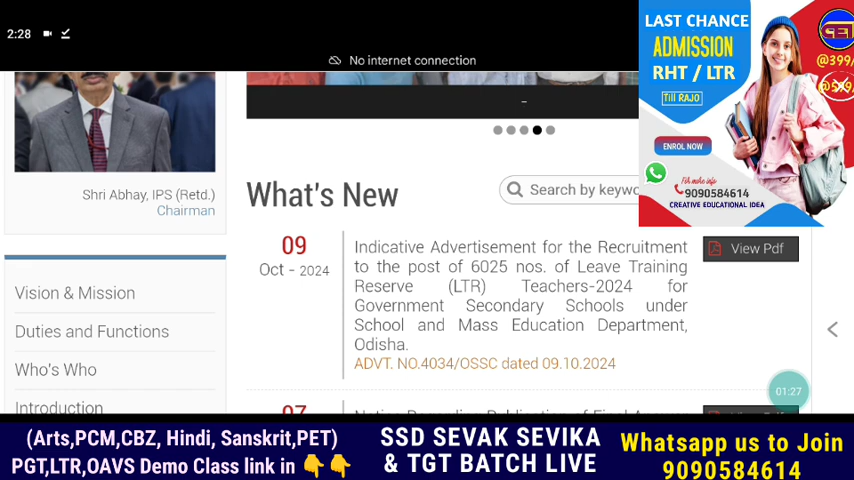 2:28
No internet connection
LAST CHANCE
ADMISSION
RHT / LTR
Till RAJO
ENROL NOW
For more info
9090584614
CREATIVE EDUCATIONAL IDEA
@399/
Shri Abhay, IPS (Retd.)
Chairman
What's New
Search by keywo
09
Oct - 2024
Indicative Advertisement for the Recruitment
to the post of 6025 nos. of Leave Training
Reserve (LTR) Teachers-2024 for
Government Secondary Schools under
School and Mass Education Department,
Odisha.
ADVT. NO.4034/OSSC dated 09.10.2024
View Pdf
Vision & Mission
Duties and Functions
Who's Who
Introduction
01:27
(Arts,PCM,CBZ, Hindi, Sanskrit,PET)
PGT,LTR,OAVS Demo Class link in 👇👇
SSD SEVAK SEVIKA
& TGT BATCH LIVE
Whatsapp us to Join
9090584614